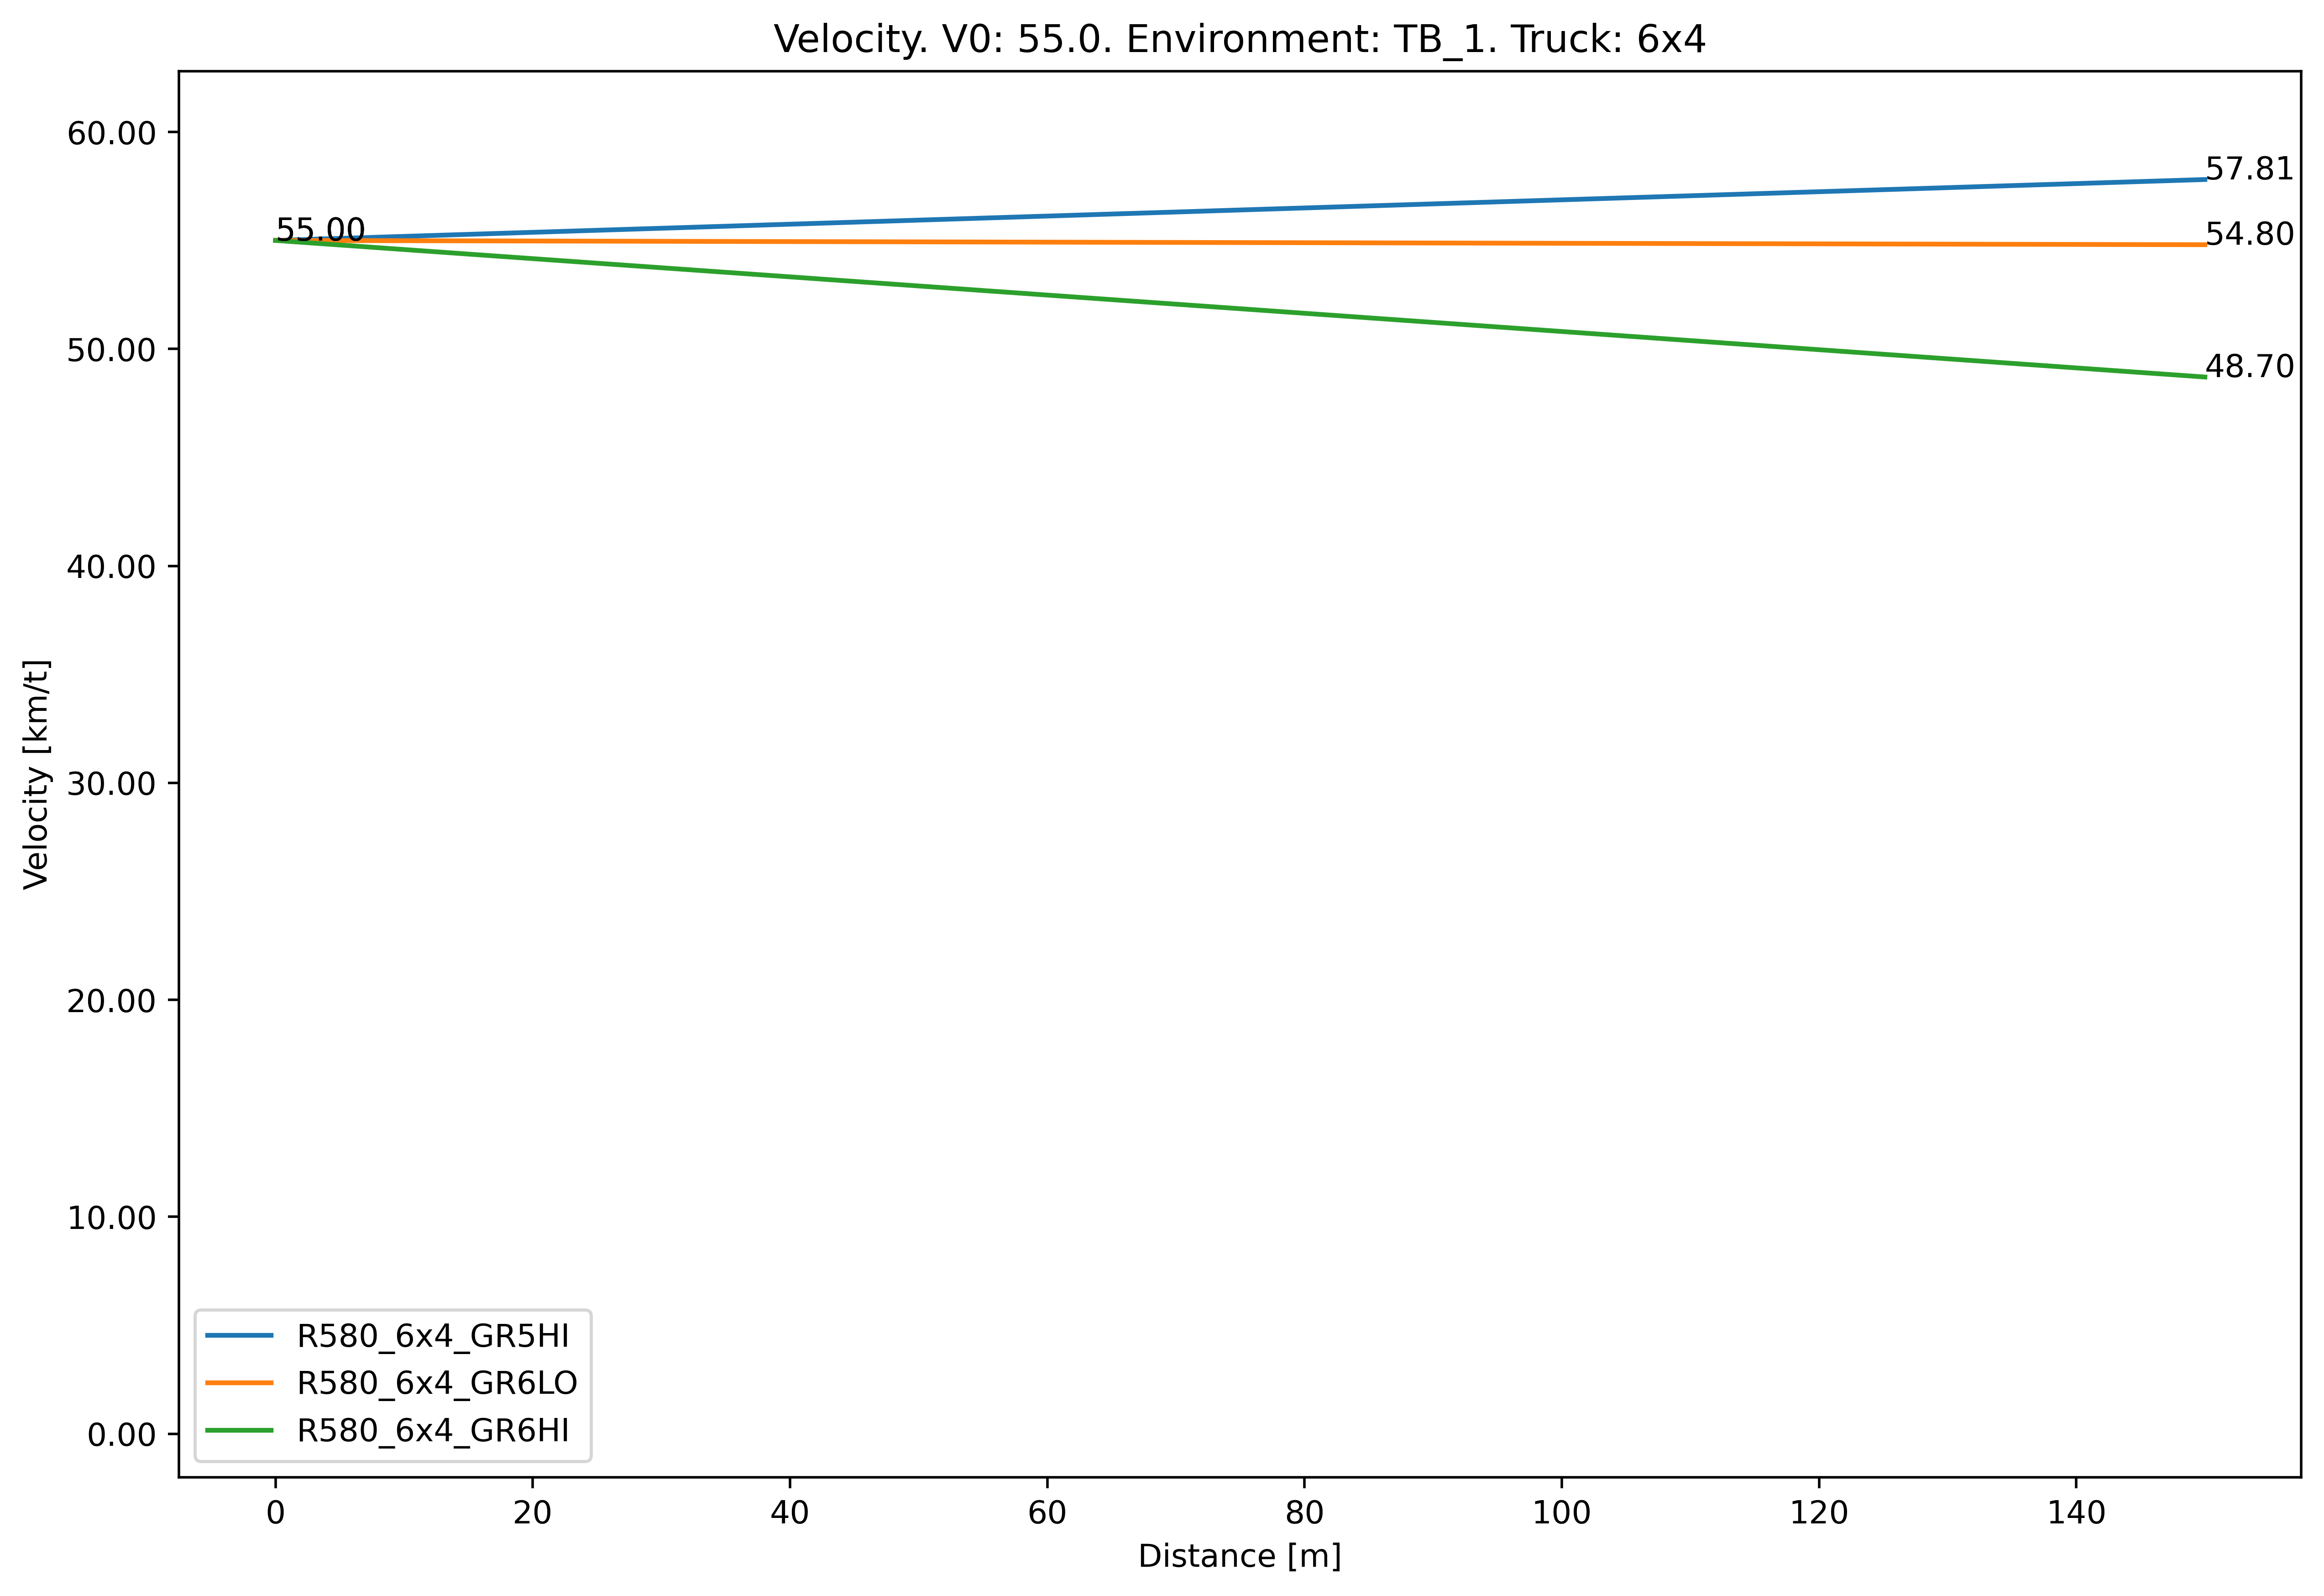 Velocity. V0: 55.0. Environment: TB_1. Truck: 6x4
60.00
50.00
40.00
30.00
20.00
10.00
0.00
Velocity [km/t]
55.00
57.81
54.80
48.70
R580_6x4_GR5HI
R580_6x4_GR6LO
R580_6x4_GR6HI
0 20 40 60 80 100 120 140
Distance [m]